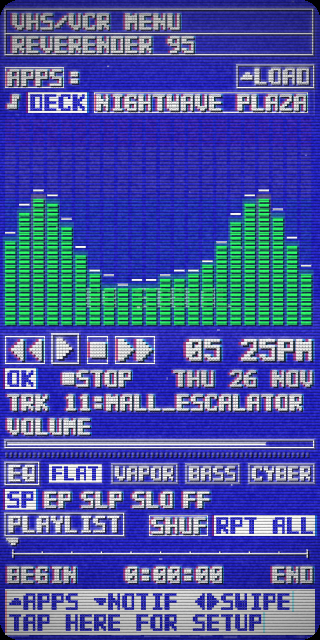 VHS/VCR MENU
REVERENDER 95
APPS: LOAD
DECK NIGHTWAVE PLAZA
05 25PM
OK STOP THU 26 NOV
TRK 11:MALL_ESCALATOR
VOLUME
EQ FLAT VAPOR BASS CYBER
SP EP SLP SLO FF
PLAYLIST SHUF RPT ALL
BEGIN 0:00:00 END
APPS NOTIF SWIPE
TAP HERE FOR SETUP